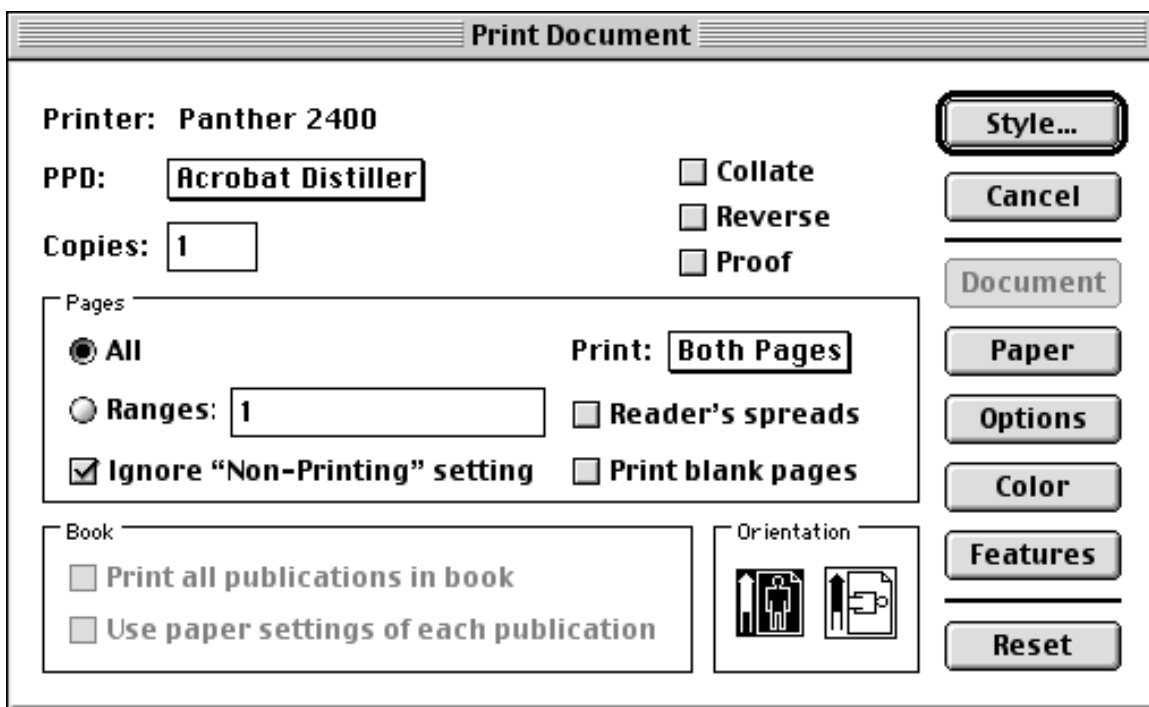 Print Document
Printer: Panther 2400
Style...
PPD: Acrobat Distiller
Collate
Cancel
Reverse
Copies: 1
Proof
Document
Pages
All
Print: Both Pages
Paper
Ranges: 1
Reader’s spreads
Options
Ignore “Non-Printing” setting
Print blank pages
Color
Book
Orientation
Features
Print all publications in book
Use paper settings of each publication
Reset